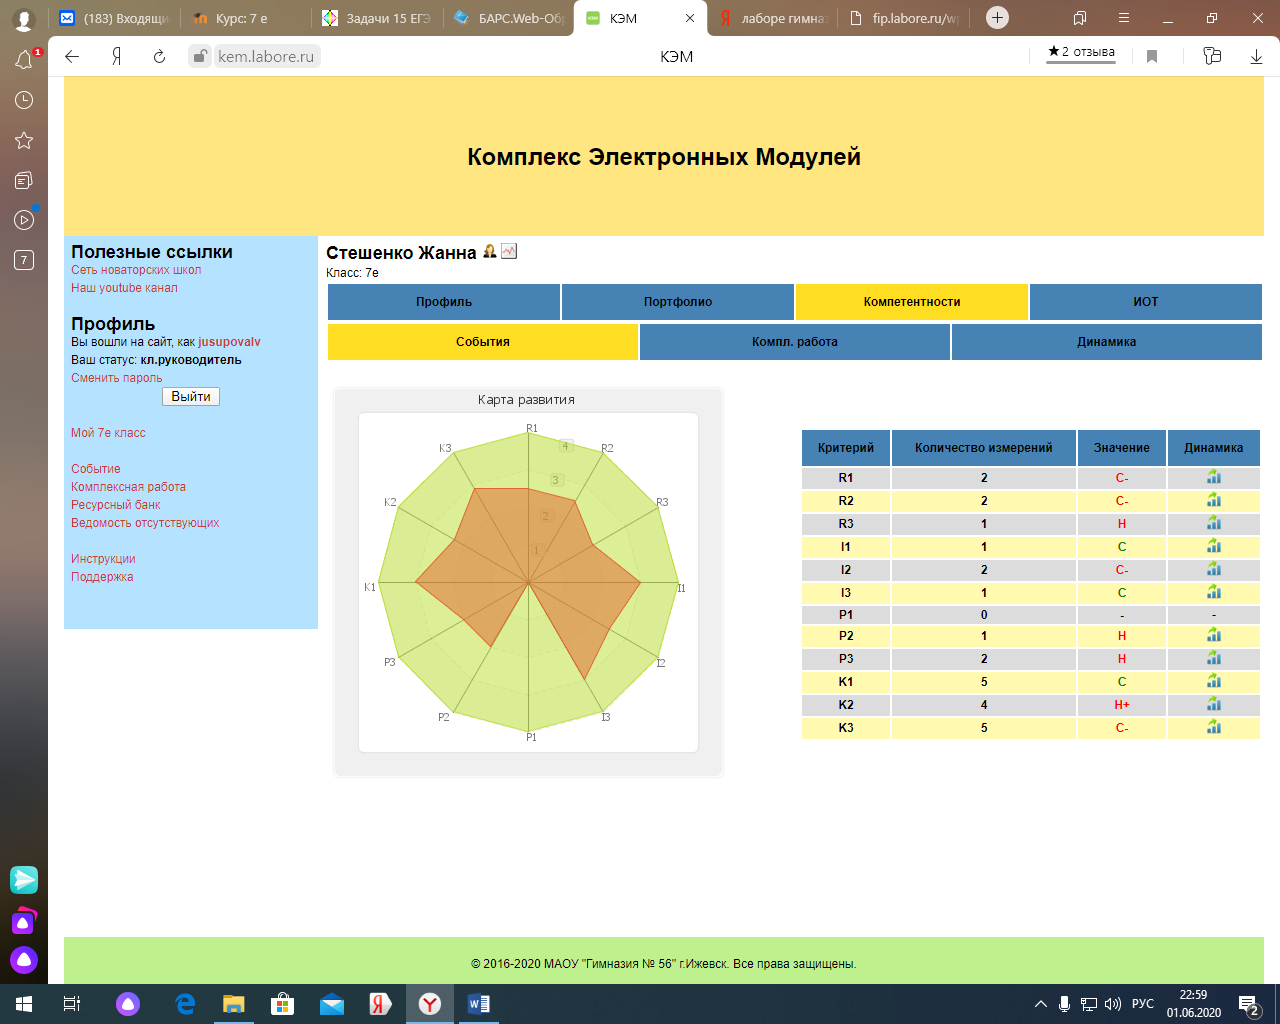 (183) Входящи
Курс: 7 е
Задачи 15 ЕГЭ
БАРС.Web-Об
КЭМ
лаборе гимна
fip.labore.ru/w
kem.labore.ru
КЭМ
★2 отзыва
1
7
Комплекс Электронных Модулей
Полезные ссылки
Сеть новаторских школ
Наш youtube канал
Профиль
Вы вошли на сайт, как jusupovalv
Ваш статус: кл.руководитель
Сменить пароль
Выйти
Мой 7е класс
Событие
Комплексная работа
Ресурсный банк
Ведомость отсутствующих
Инструкции
Поддержка
Стешенко Жанна
Класс: 7е
Профиль Портфолио Компетентности ИОТ
События Компл. работа Динамика
Карта развития
R1
R2
R3
I1
I2
I3
P1
P2
P3
K1
K2
K3
4
3
2
1
Критерий Количество измерений Значение Динамика
R1 2 С-
R2 2 С-
R3 1 Н
I1 1 С
I2 2 С-
I3 1 С
P1 0 - -
P2 1 Н
P3 2 Н
K1 5 С
K2 4 Н+
K3 5 С-
© 2016-2020 МАОУ "Гимназия № 56" г.Ижевск. Все права защищены.
РУС
22:59
01.06.2020
2